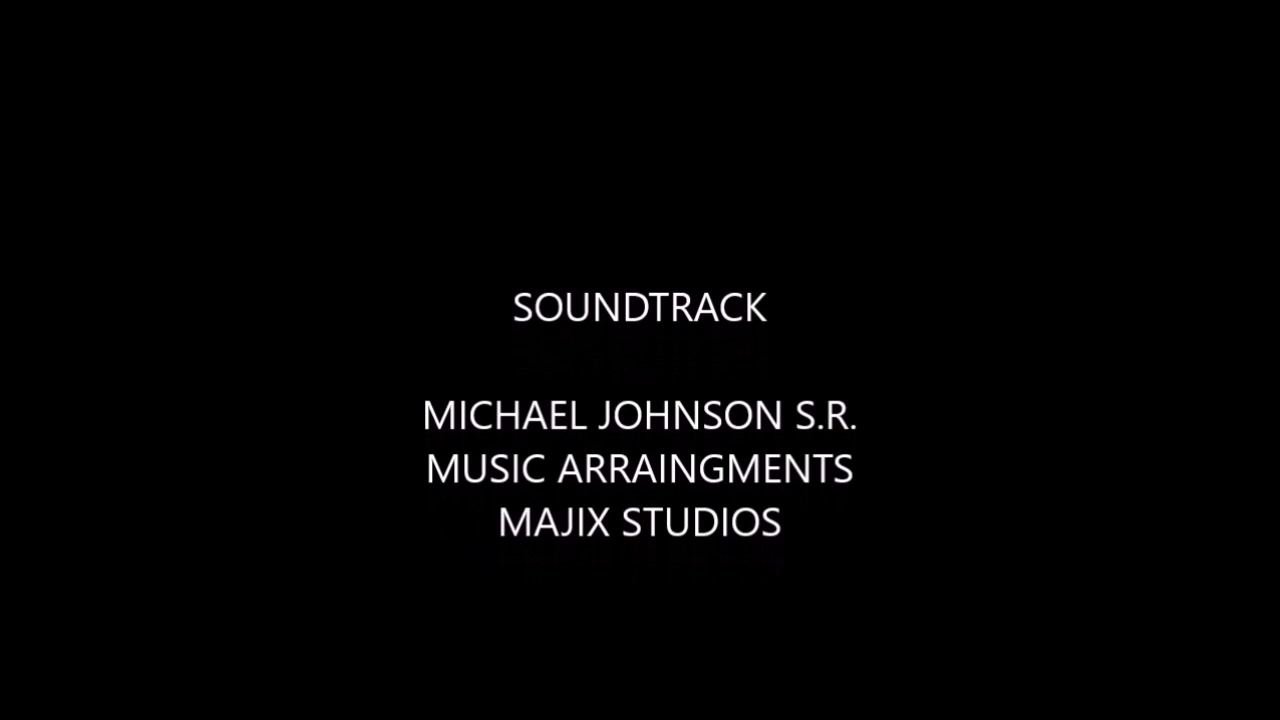 SOUNDTRACK
MICHAEL JOHNSON S.R.
MUSIC ARRAINGMENTS
MAJIX STUDIOS